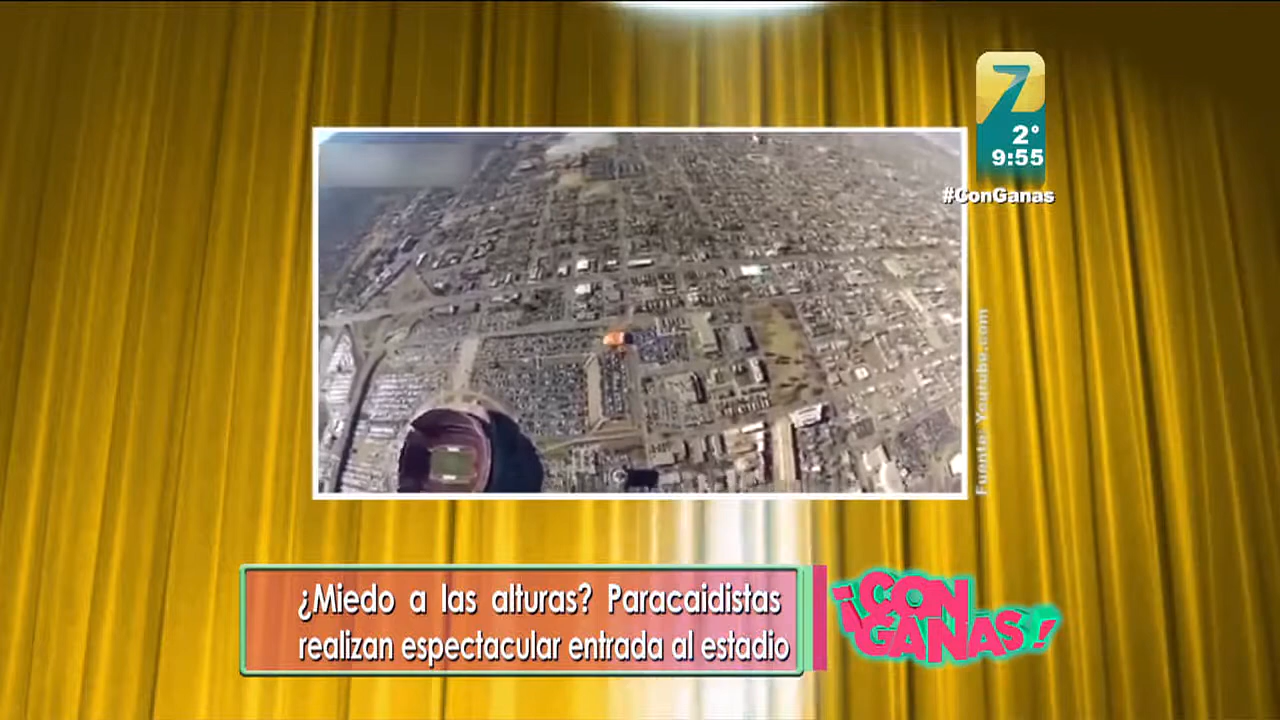 7
2°
9:55
#ConGanas
Fuente: Youtube.com
¿Miedo a las alturas? Paracaidistas
realizan espectacular entrada al estadio
¡CON
GANAS!